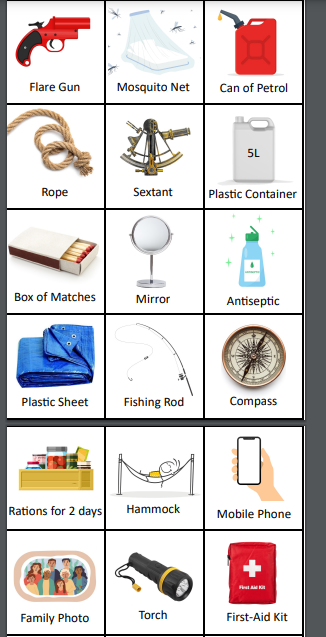 Flare Gun
Mosquito Net
Can of Petrol
Rope
Sextant
5L
Plastic Container
Box of Matches
Mirror
Antiseptic
Plastic Sheet
Fishing Rod
Compass
Rations for 2 days
Hammock
Mobile Phone
Family Photo
Torch
First Aid Kit
First-Aid Kit